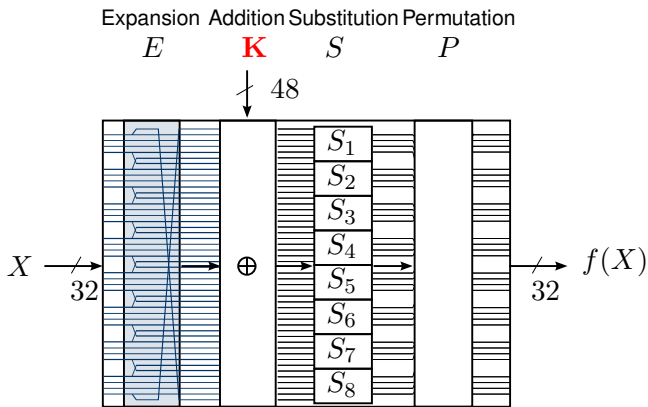 Expansion Addition Substitution Permutation
E K S P
48
S1
S2
S3
S4
X ⊕ f(X)
32 S5 32
S6
S7
S8